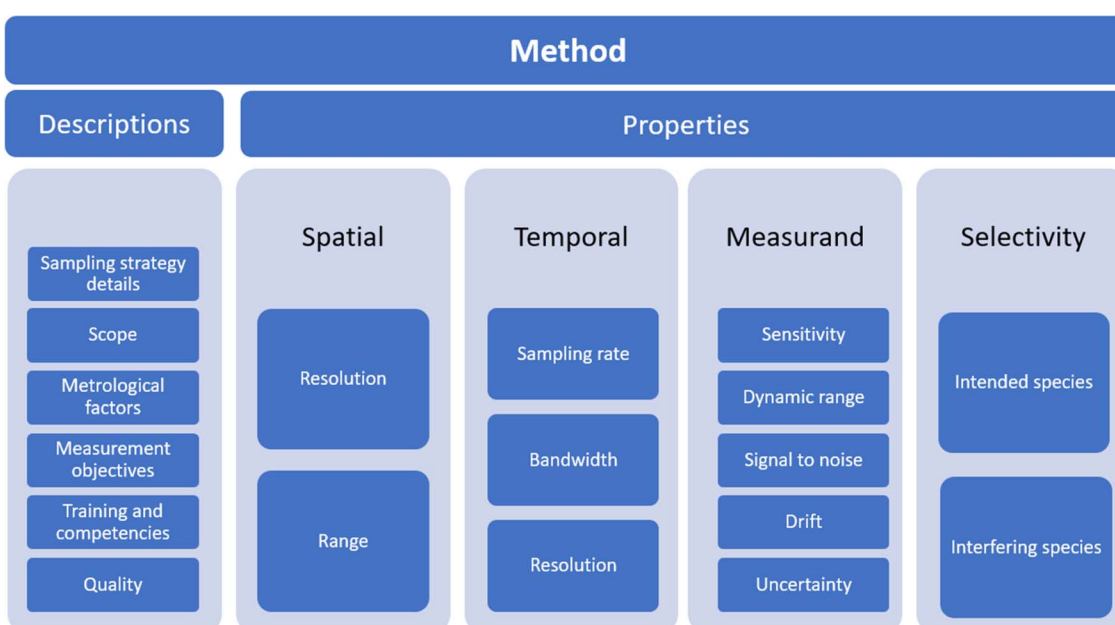 Method
Descriptions
Properties
Sampling strategy
details
Scope
Metrological
factors
Measurement
objectives
Training and
competencies
Quality
Spatial
Resolution
Range
Temporal
Sampling rate
Bandwidth
Resolution
Measurand
Sensitivity
Dynamic range
Signal to noise
Drift
Uncertainty
Selectivity
Intended species
Interfering species